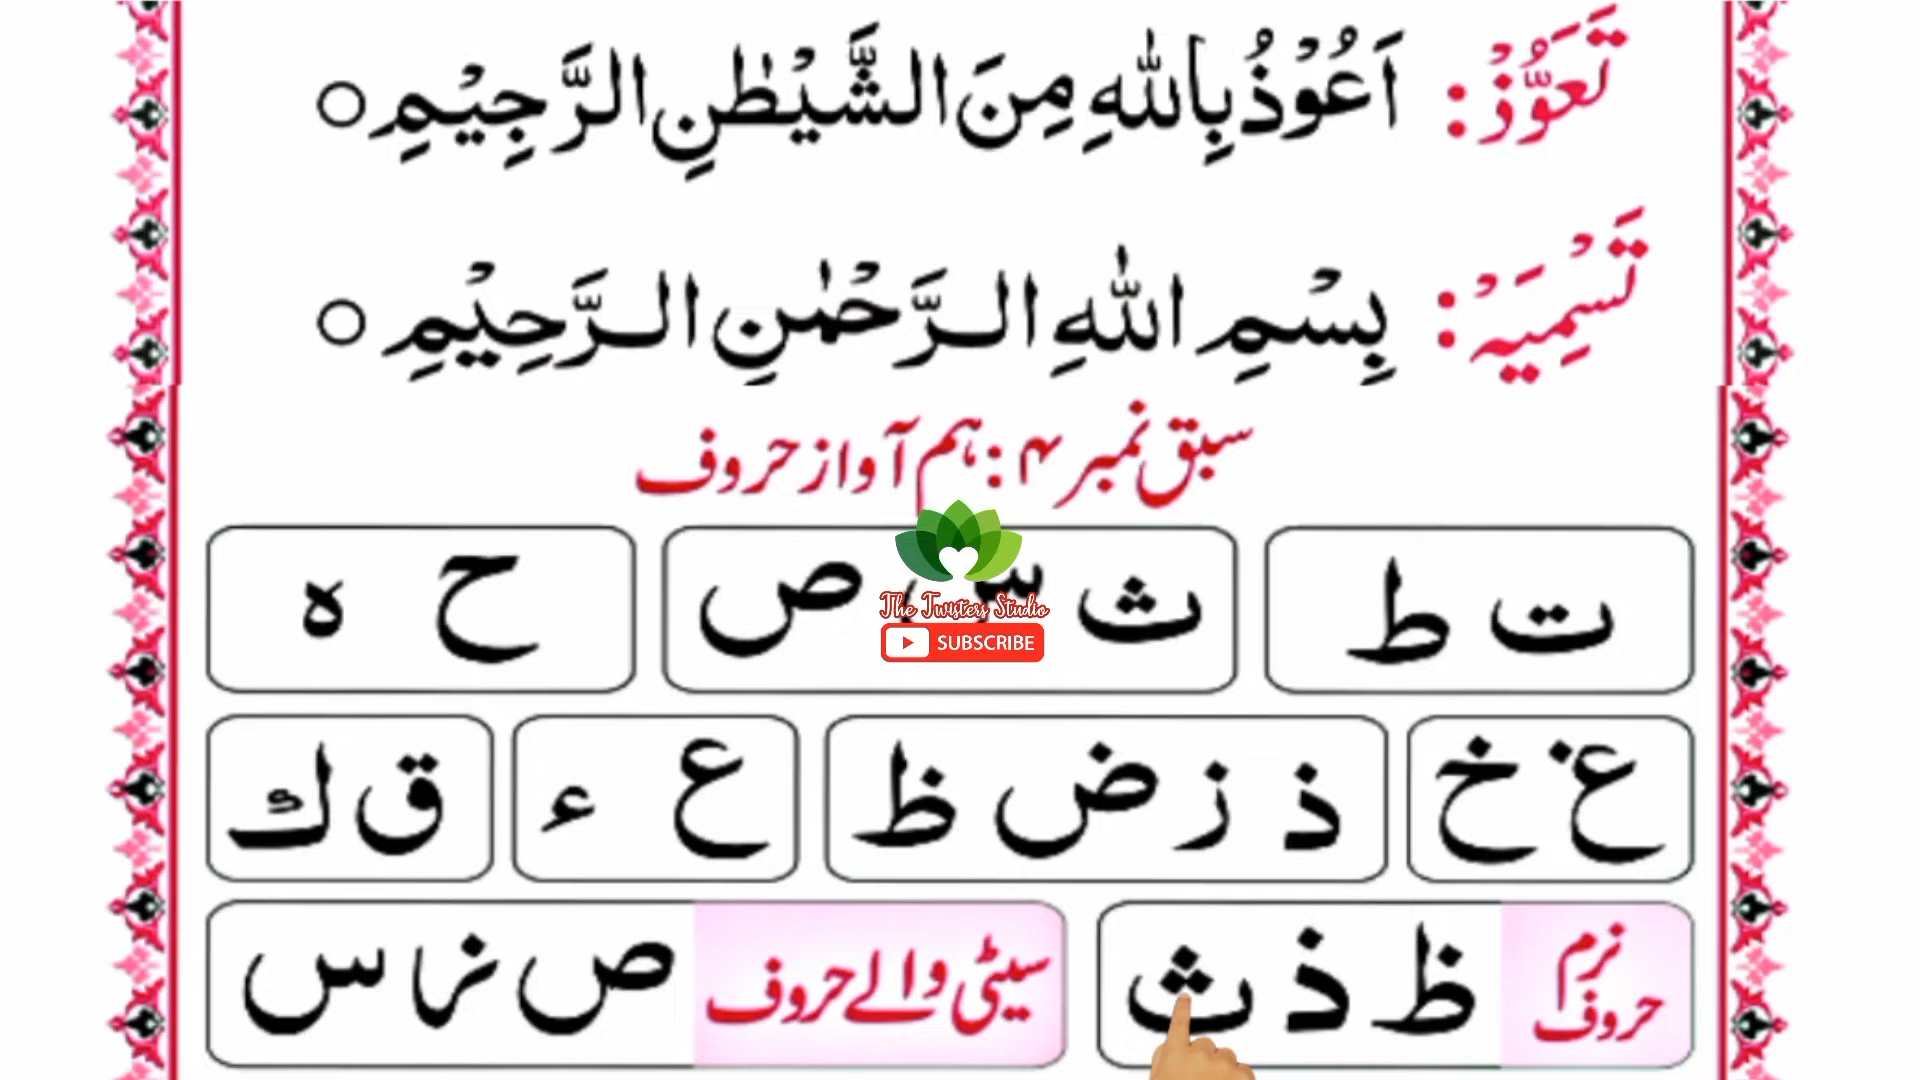 تَعَوُّذْ: اَعُوْذُ بِاللّٰهِ مِنَ الشَّيْطٰنِ الرَّجِيْمِ ○
تَسْمِيَهْ: بِسْمِ اللّٰهِ الرَّحْمٰنِ الرَّحِيْمِ ○
سبق نمبر ۴: ہم آواز حروف
ت ط
ث س ص
ح ہ
The Twisters Studio
SUBSCRIBE
غ خ
ذ ز ض ظ
ع ء
ق ك
نرم حروف ظ ذ ث
سیٹی والے حروف ص ز س